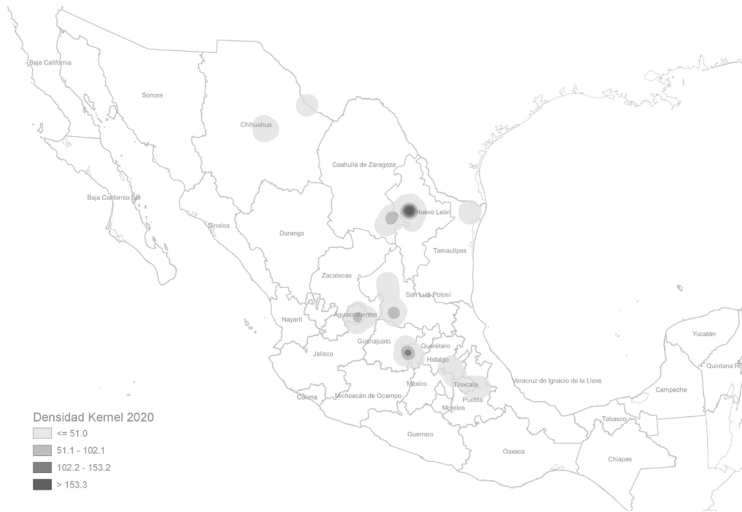 Baja California
Sonora
Chihuahua
Coahuila de Zaragoza
Baja California
Nuevo León
Sinaloa
Durango
Tamaulipas
Zacatecas
San Luis Potosí
Nayarit
Aguascalientes
Yucatán
Guanajuato
Querétaro
Jalisco
Hidalgo
Quintana
Tlaxcala
Veracruz de Ignacio de la Llave
Campeche
México
Michoacán de Ocampo
Colima
Puebla
Morelos
Tabasco
Guerrero
Oaxaca
Chiapas
Densidad Kernel 2020
<= 51.0
51.1 - 102.1
102.2 - 153.2
> 153.3